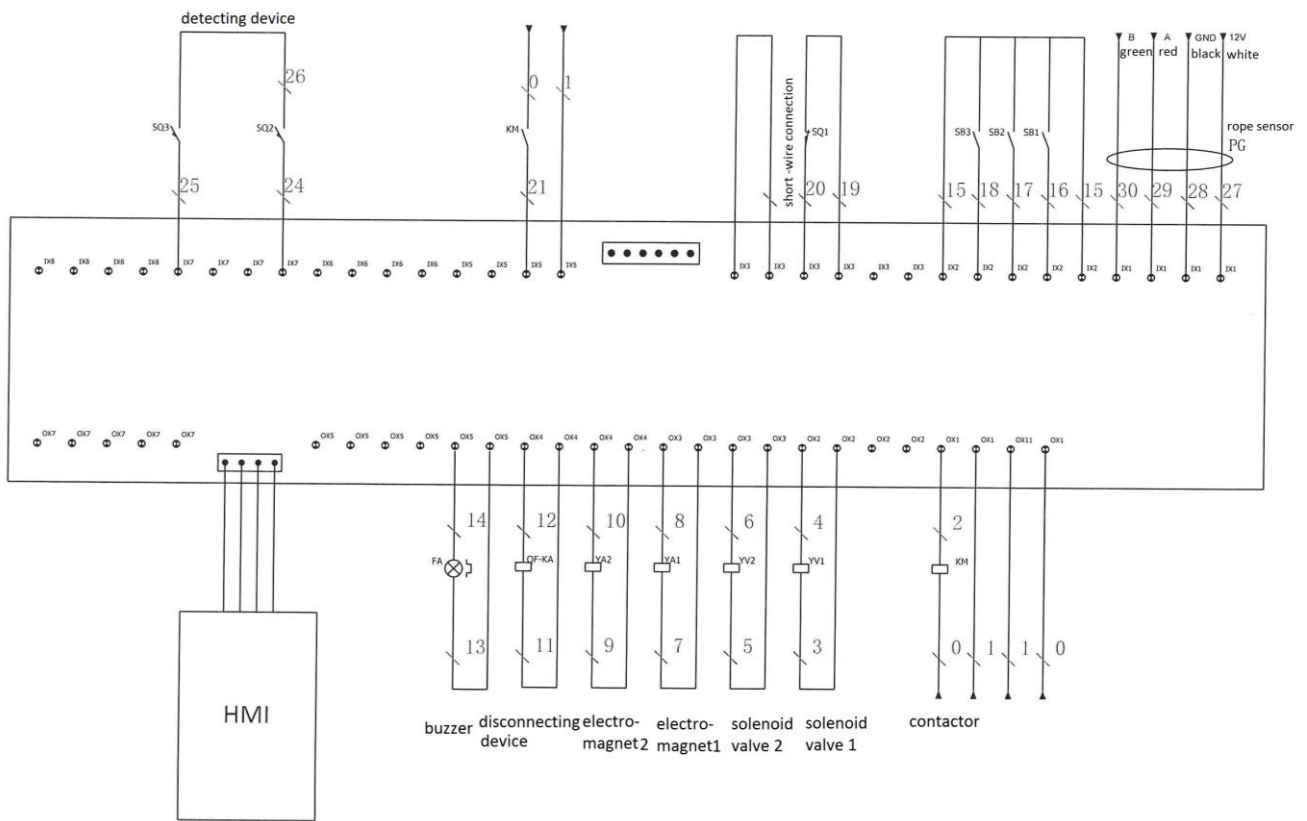 detecting device
B A GND 12V
green red black white
26 0 1
short -wire connection
rope sensor
PG
SQ3 SQ2 KM SQ1 SB3 SB2 SB1
25 24 21 20 19 15 18 17 16 15 30 29 28 27
IX8 IX8 IX8 IX8 IX7 IX7 IX7 IX7 IX6 IX6 IX6 IX6 IX5 IX5 IX5 IX5 IX3 IX3 IX3 IX3 IX3 IX3 IX2 IX2 IX2 IX2 IX2 IX1 IX1 IX1 IX1
OX7 OX7 OX7 OX7 OX7 OX5 OX5 OX5 OX5 OX5 OX5 OX4 OX4 OX4 OX4 OX3 OX3 OX3 OX3 OX2 OX2 OX2 OX2 OX1 OX1 OX11 OX1
14 12 10 8 6 4 2
FA QF-KA YA2 YA1 YV2 YV1 KM
13 11 9 7 5 3 0 1 1 0
HMI
buzzer
disconnecting
device
electro-
magnet2
electro-
magnet1
solenoid
valve 2
solenoid
valve 1
contactor